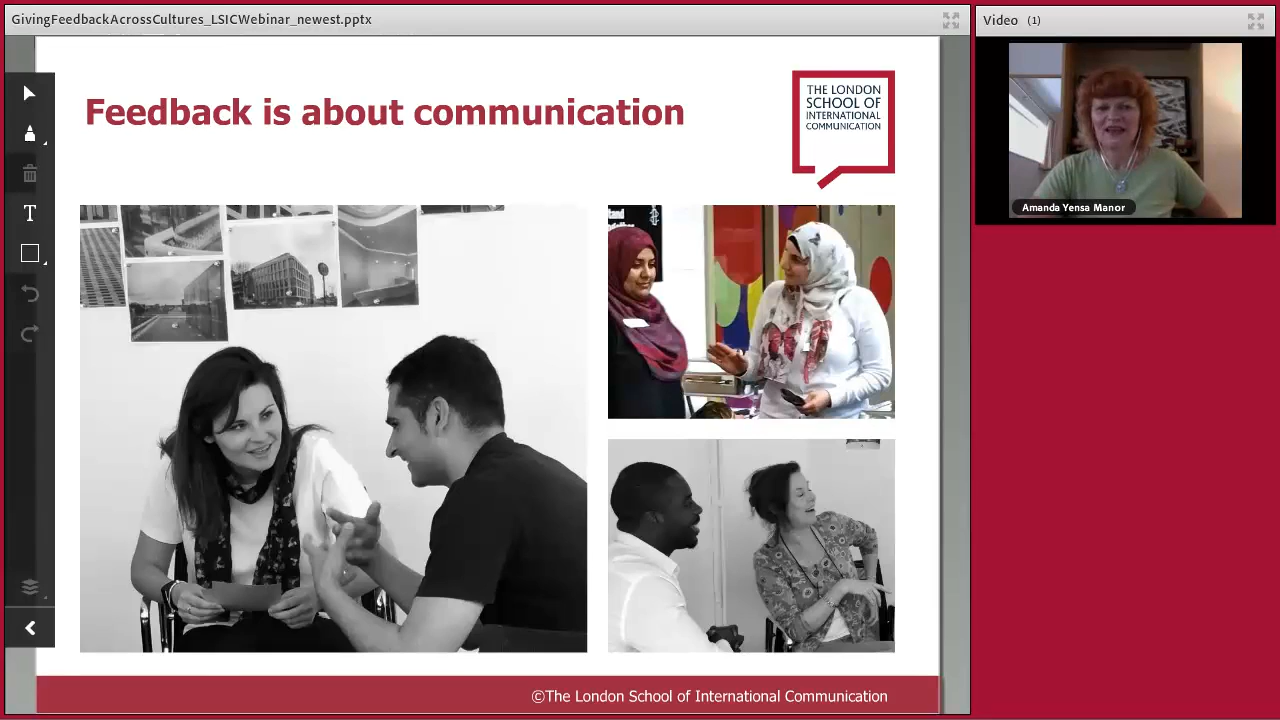 GivingFeedbackAcrossCultures_LSICWebinar_newest.pptx
Video (1)
Feedback is about communication
THE LONDON
SCHOOL OF
INTERNATIONAL
COMMUNICATION
Amanda Yensa Manor
T
©The London School of International Communication